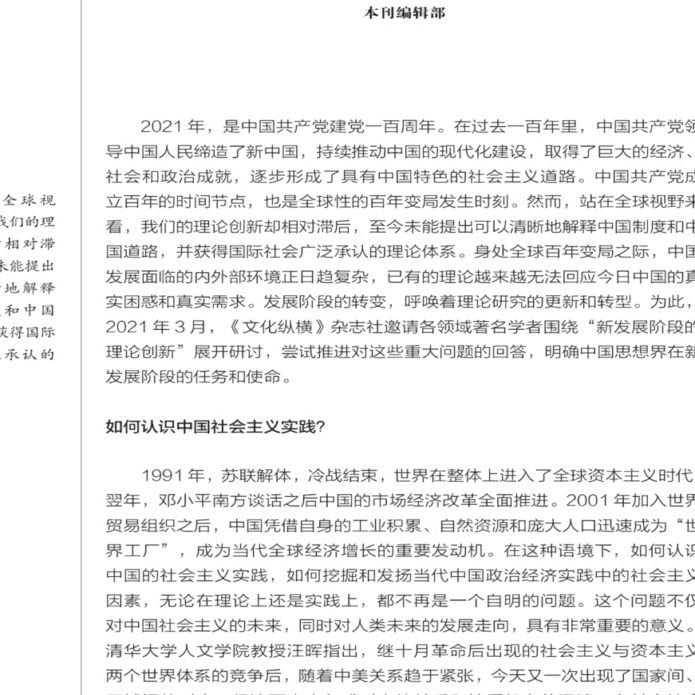 本刊编辑部
全球视
我们的理
相对滞
未能提出
地解释
和中国
获得国际
承认的
2021 年，是中国共产党建党一百周年。在过去一百年里，中国共产党领
导中国人民缔造了新中国，持续推动中国的现代化建设，取得了巨大的经济、
社会和政治成就，逐步形成了具有中国特色的社会主义道路。中国共产党成
立百年的时间节点，也是全球性的百年变局发生时刻。然而，站在全球视野来
看，我们的理论创新却相对滞后，至今未能提出可以清晰地解释中国制度和中
国道路，并获得国际社会广泛承认的理论体系。身处全球百年变局之际，中国
发展面临的内外部环境正日趋复杂，已有的理论越来越无法回应今日中国的真
实困惑和真实需求。发展阶段的转变，呼唤着理论研究的更新和转型。为此，
2021 年 3 月，《文化纵横》杂志社邀请各领域著名学者围绕“新发展阶段的
理论创新”展开研讨，尝试推进对这些重大问题的回答，明确中国思想界在新
发展阶段的任务和使命。
如何认识中国社会主义实践?
1991 年，苏联解体，冷战结束，世界在整体上进入了全球资本主义时代
翌年，邓小平南方谈话之后中国的市场经济改革全面推进。2001 年加入世界
贸易组织之后，中国凭借自身的工业积累、自然资源和庞大人口迅速成为“世
界工厂”，成为当代全球经济增长的重要发动机。在这种语境下，如何认识
中国的社会主义实践，如何挖掘和发扬当代中国政治经济实践中的社会主义
因素，无论在理论上还是实践上，都不再是一个自明的问题。这个问题不仅
对中国社会主义的未来，同时对人类未来的发展走向，具有非常重要的意义。
清华大学人文学院教授汪晖指出，继十月革命后出现的社会主义与资本主义
两个世界体系的竞争后，随着中美关系趋于紧张，今天又一次出现了国家间、